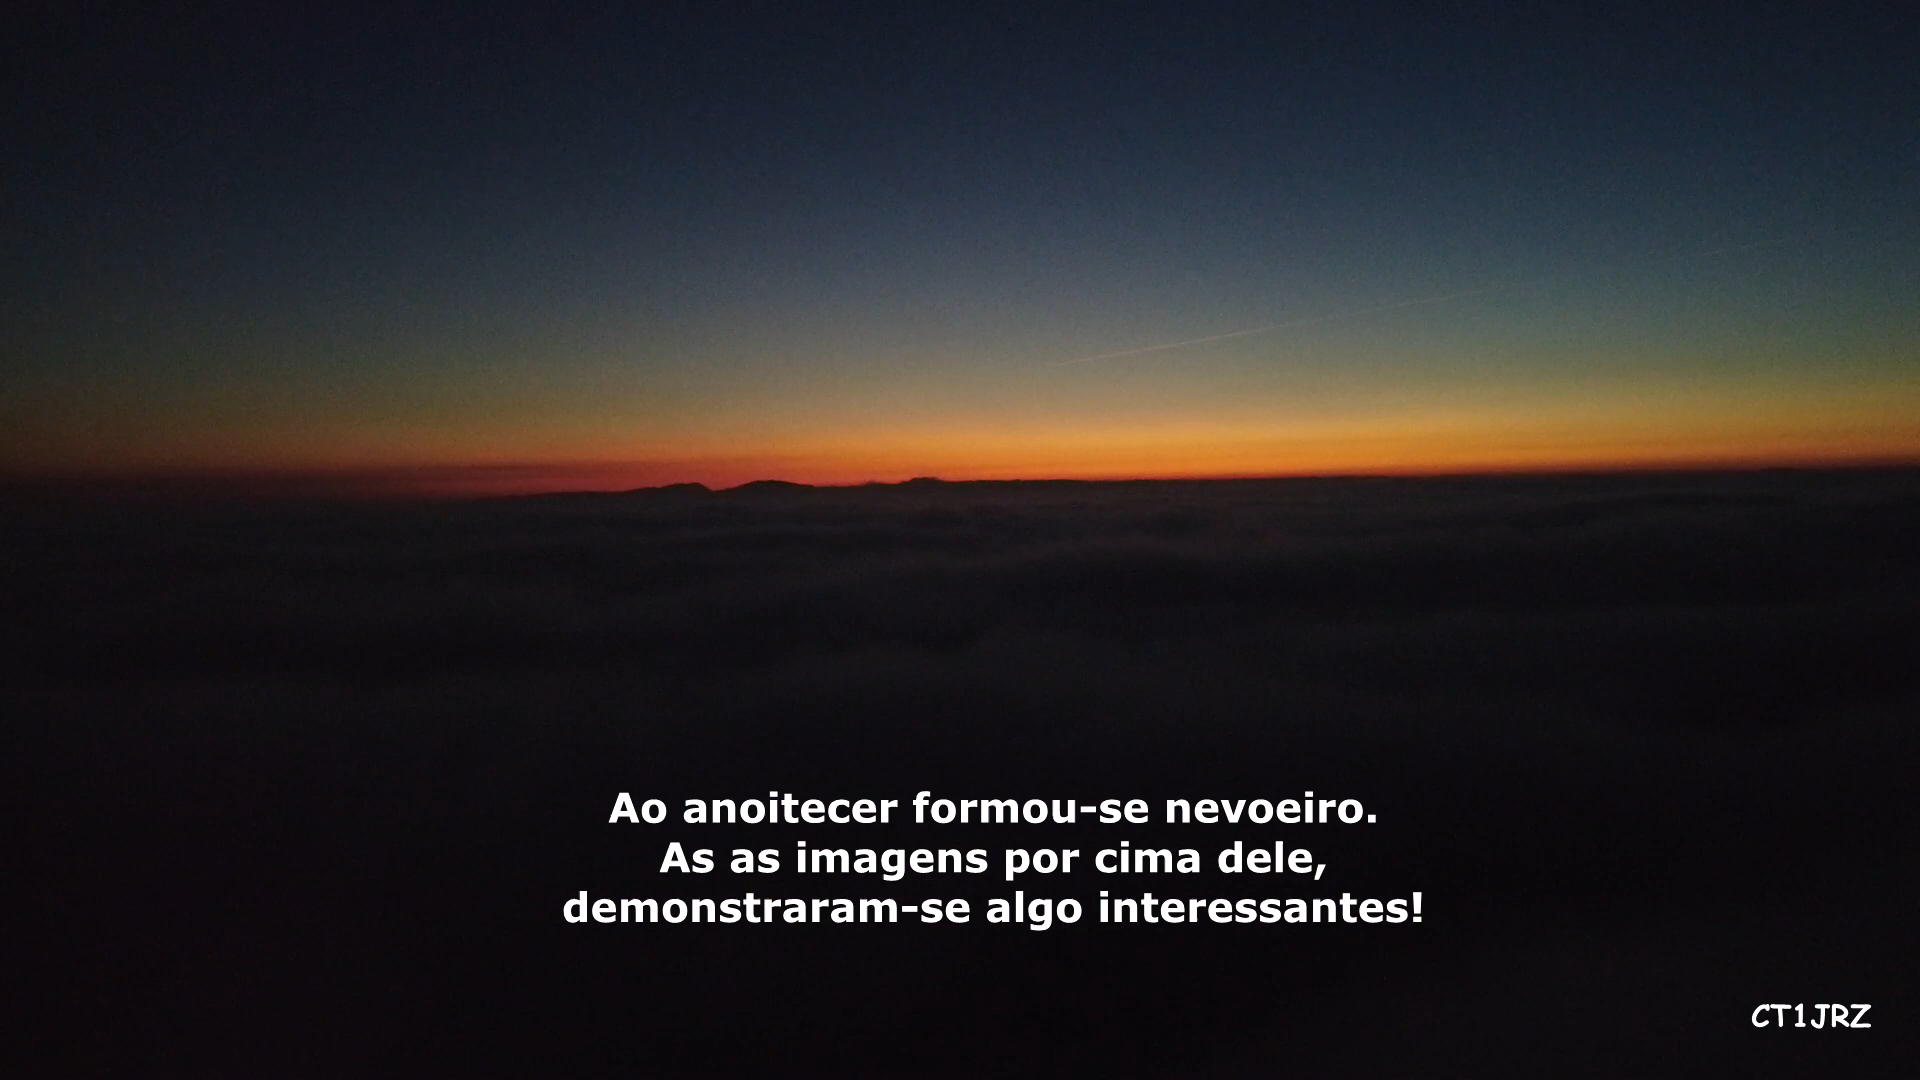 Ao anoitecer formou-se nevoeiro.
As as imagens por cima dele,
demonstraram-se algo interessantes!
CT1JRZ